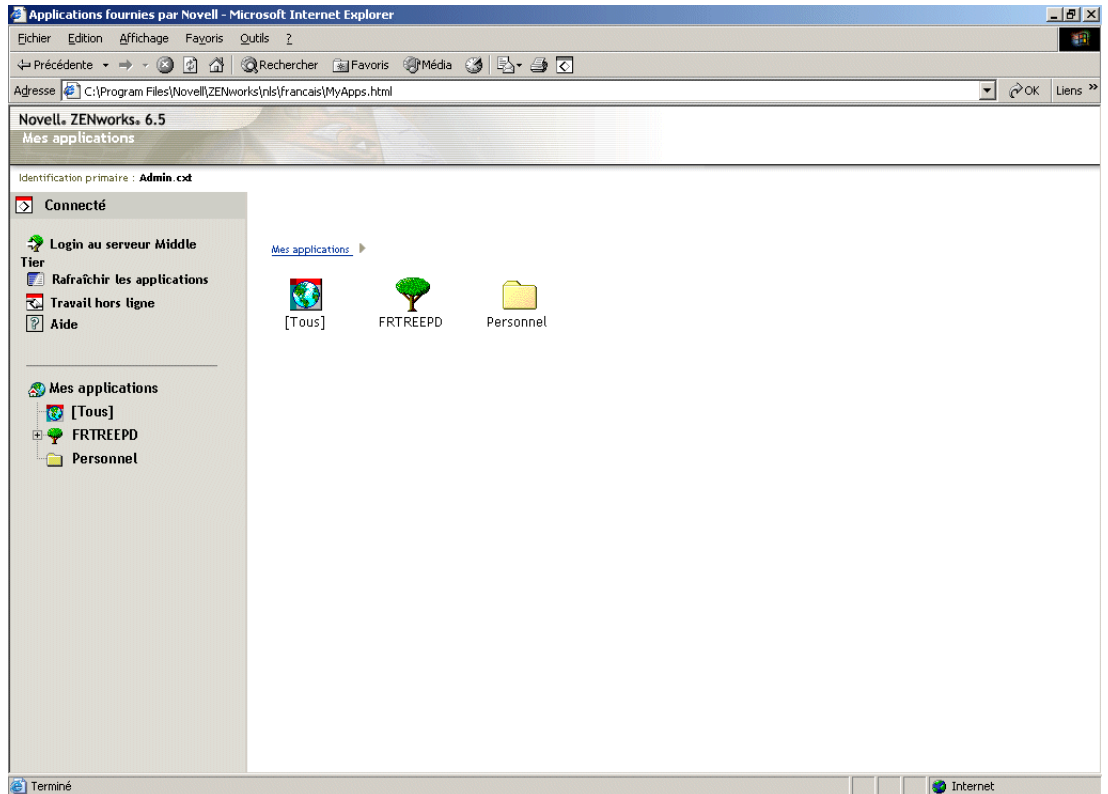 Applications fournies par Novell - Microsoft Internet Explorer
Fichier Edition Affichage Favoris Outils ?
Précédente Rechercher Favoris Média
Adresse C:\Program Files\Novell\ZENworks\nls\francais\MyApps.html OK Liens »
Novell® ZENworks® 6.5
Mes applications
Identification primaire : Admin.cxt
Connecté
Login au serveur Middle
Tier
Rafraîchir les applications
Travail hors ligne
Aide
Mes applications
[Tous]
FRTREEPD
Personnel
Mes applications
[Tous] FRTREEPD Personnel
Terminé Internet